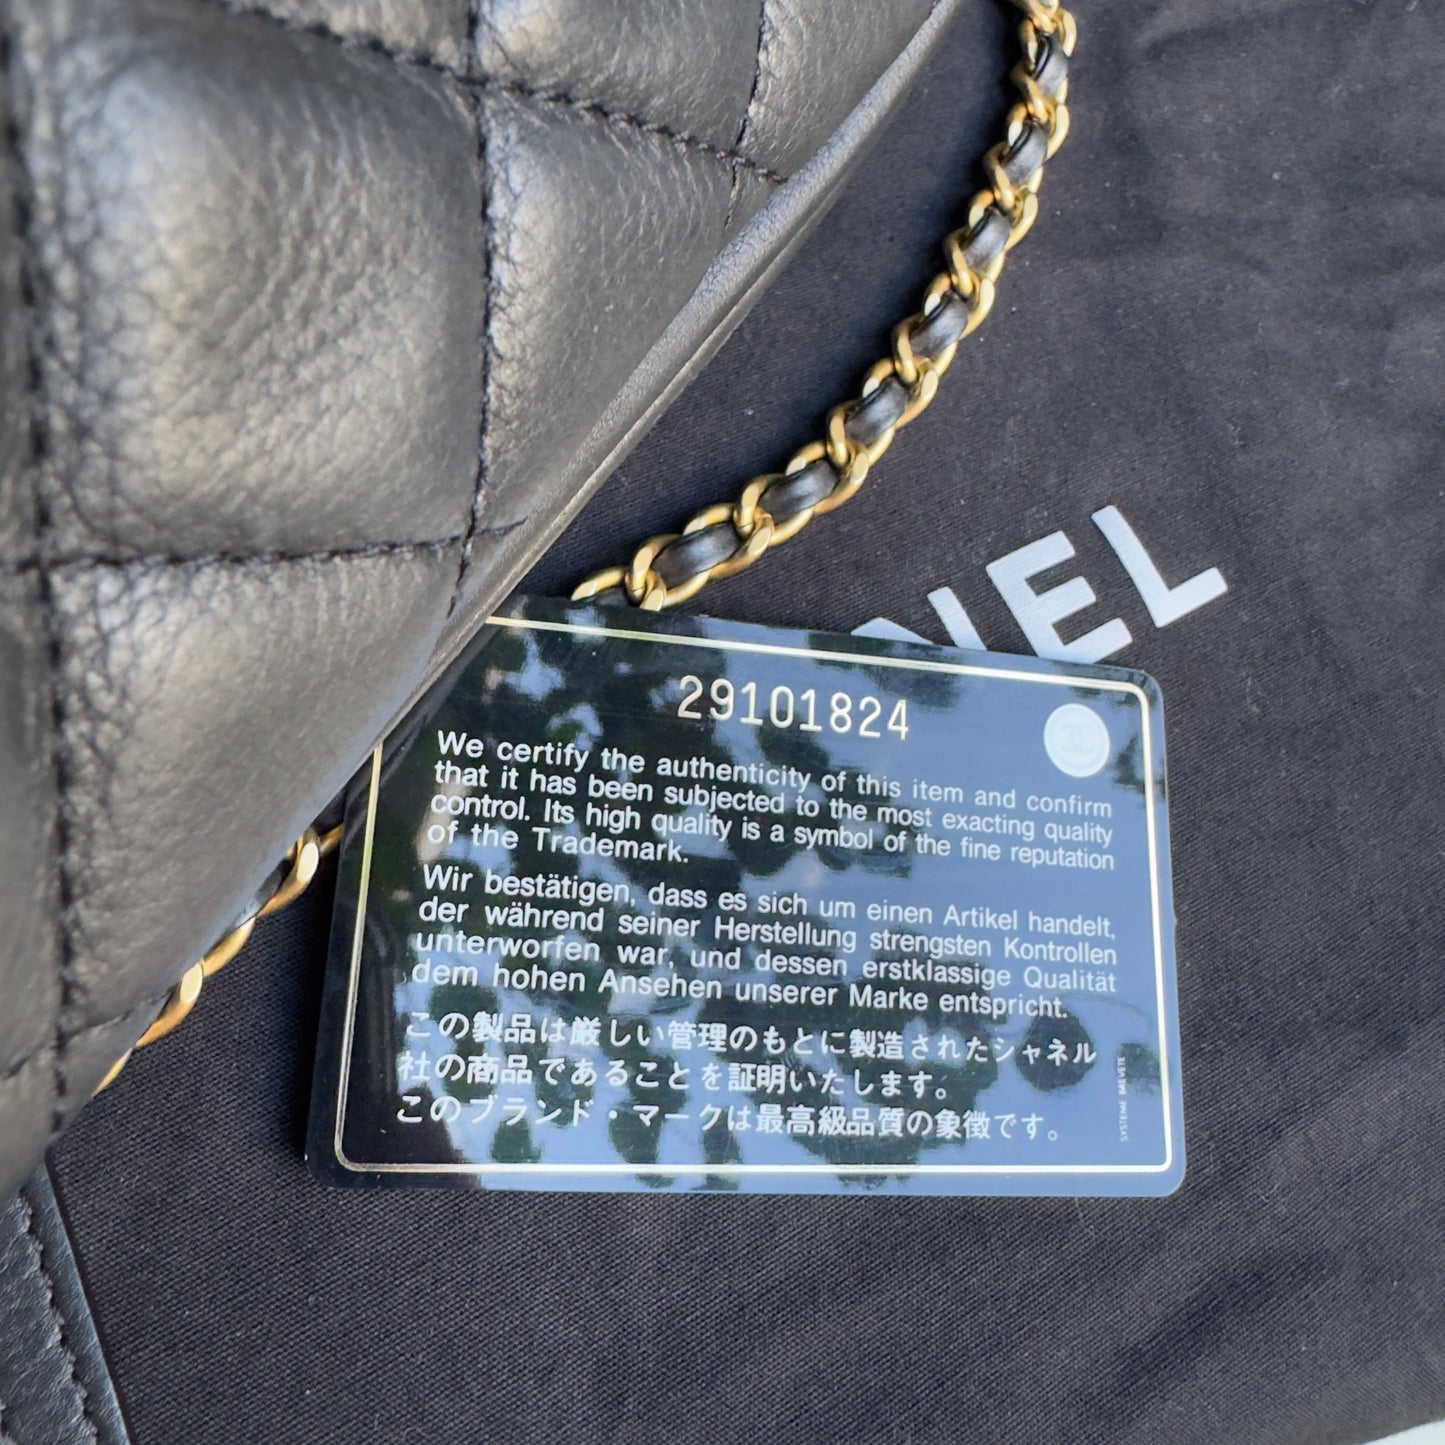 NEL
29101824
We certify the authenticity of this item and confirm
that it has been subjected to the most exacting quality
control. Its high quality is a symbol of the fine reputation
of the Trademark.
Wir bestätigen, dass es sich um einen Artikel handelt,
der während seiner Herstellung strengsten Kontrollen
unterworfen war, und dessen erstklassige Qualität
dem hohen Ansehen unserer Marke entspricht.
この製品は厳しい管理のもとに製造されたシャネル
社の商品であることを証明いたします。
このブランド・マークは最高級品質の象徴です。
SYSTEME MEVETE